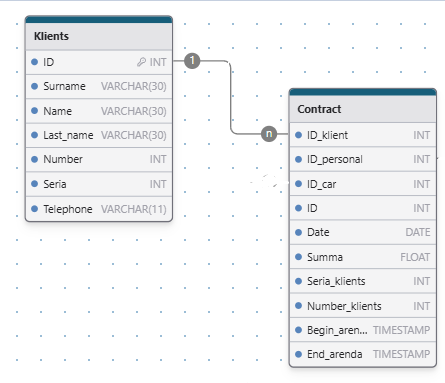 Klients
ID INT
Surname VARCHAR(30)
Name VARCHAR(30)
Last_name VARCHAR(30)
Number INT
Seria INT
Telephone VARCHAR(11)
1
n
Contract
ID_klient INT
ID_personal INT
ID_car INT
ID INT
Date DATE
Summa FLOAT
Seria_klients INT
Number_klients INT
Begin_aren... TIMESTAMP
End_arenda TIMESTAMP